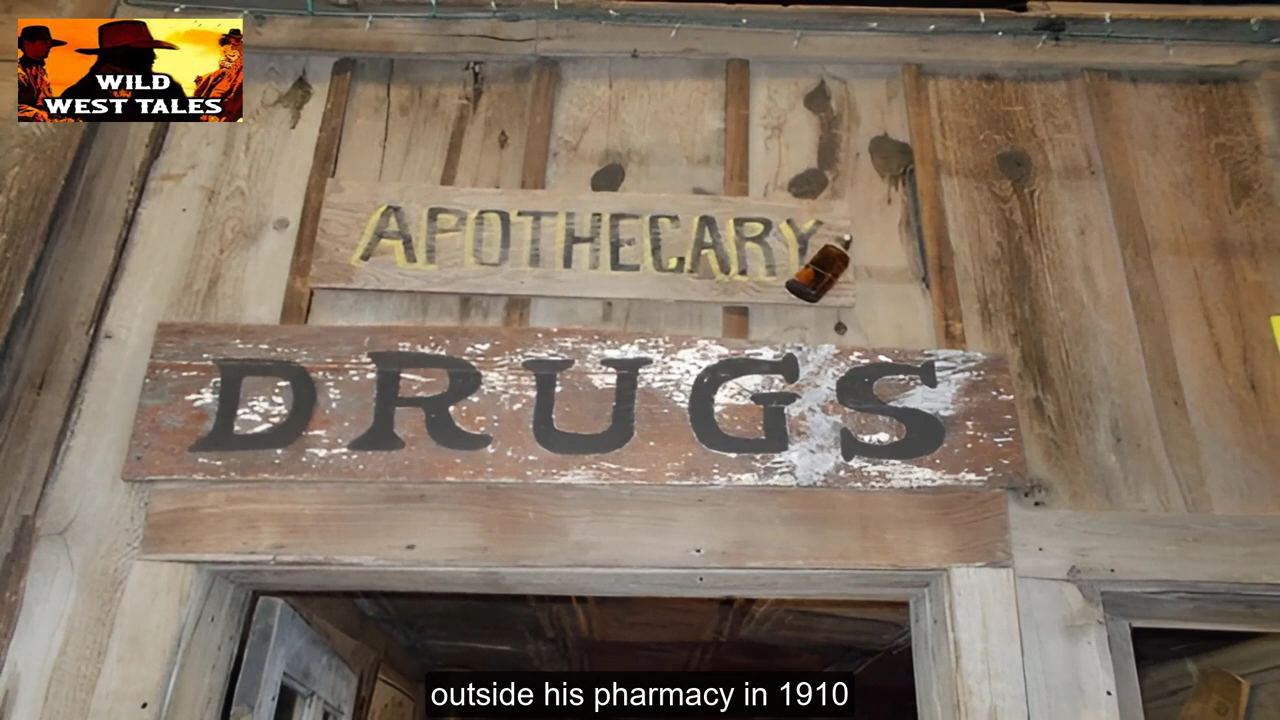 WILD
WEST TALES
APOTHECARY
DRUGS
outside his pharmacy in 1910